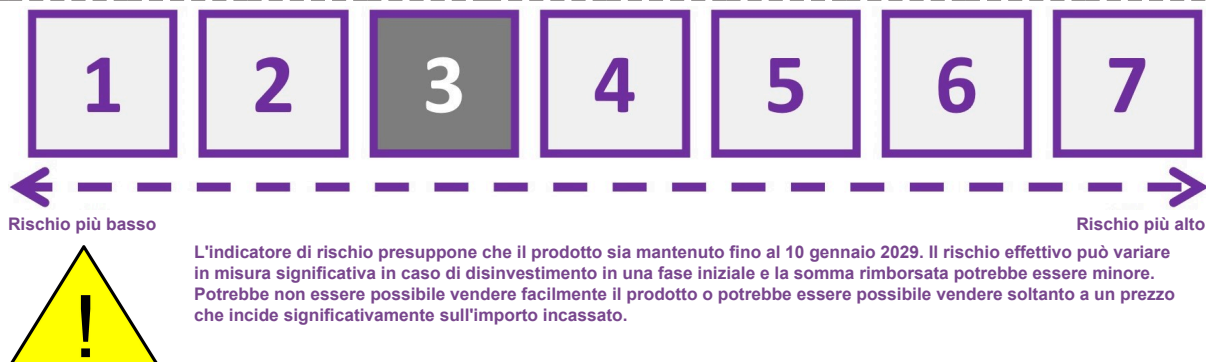 1 2 3 4 5 6 7
Rischio più basso Rischio più alto
L'indicatore di rischio presuppone che il prodotto sia mantenuto fino al 10 gennaio 2029. Il rischio effettivo può variare
in misura significativa in caso di disinvestimento in una fase iniziale e la somma rimborsata potrebbe essere minore.
Potrebbe non essere possibile vendere facilmente il prodotto o potrebbe essere possibile vendere soltanto a un prezzo
che incide significativamente sull'importo incassato.
!